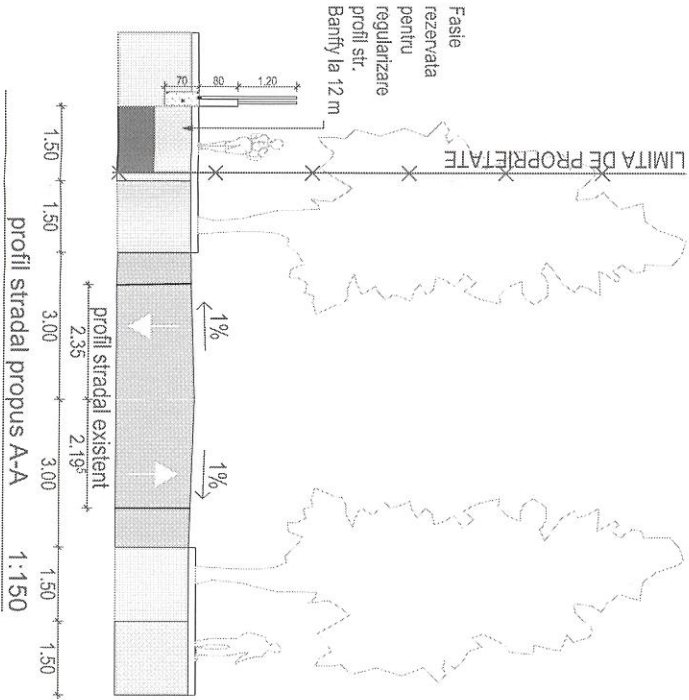 Fasie
rezervata
pentru
regularizare
profil str.
Banffy la 12 m
LIMITA DE PROPRIETATE
70 80 1.20
1% 1%
profil stradal existent
2.35 2.19⁵
1.50 1.50 3.00 3.00 1.50 1.50
profil stradal propus A-A 1:150